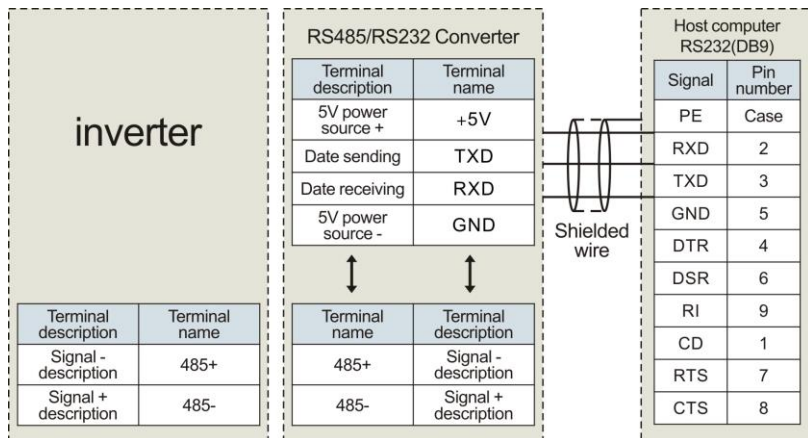 inverter
Terminal description Terminal name
Signal - description 485+
Signal + description 485-
RS485/RS232 Converter
Terminal description Terminal name
5V power source + +5V
Date sending TXD
Date receiving RXD
5V power source - GND
Terminal name Terminal description
485+ Signal - description
485- Signal + description
Shielded
wire
Host computer
RS232(DB9)
Signal Pin number
PE Case
RXD 2
TXD 3
GND 5
DTR 4
DSR 6
RI 9
CD 1
RTS 7
CTS 8